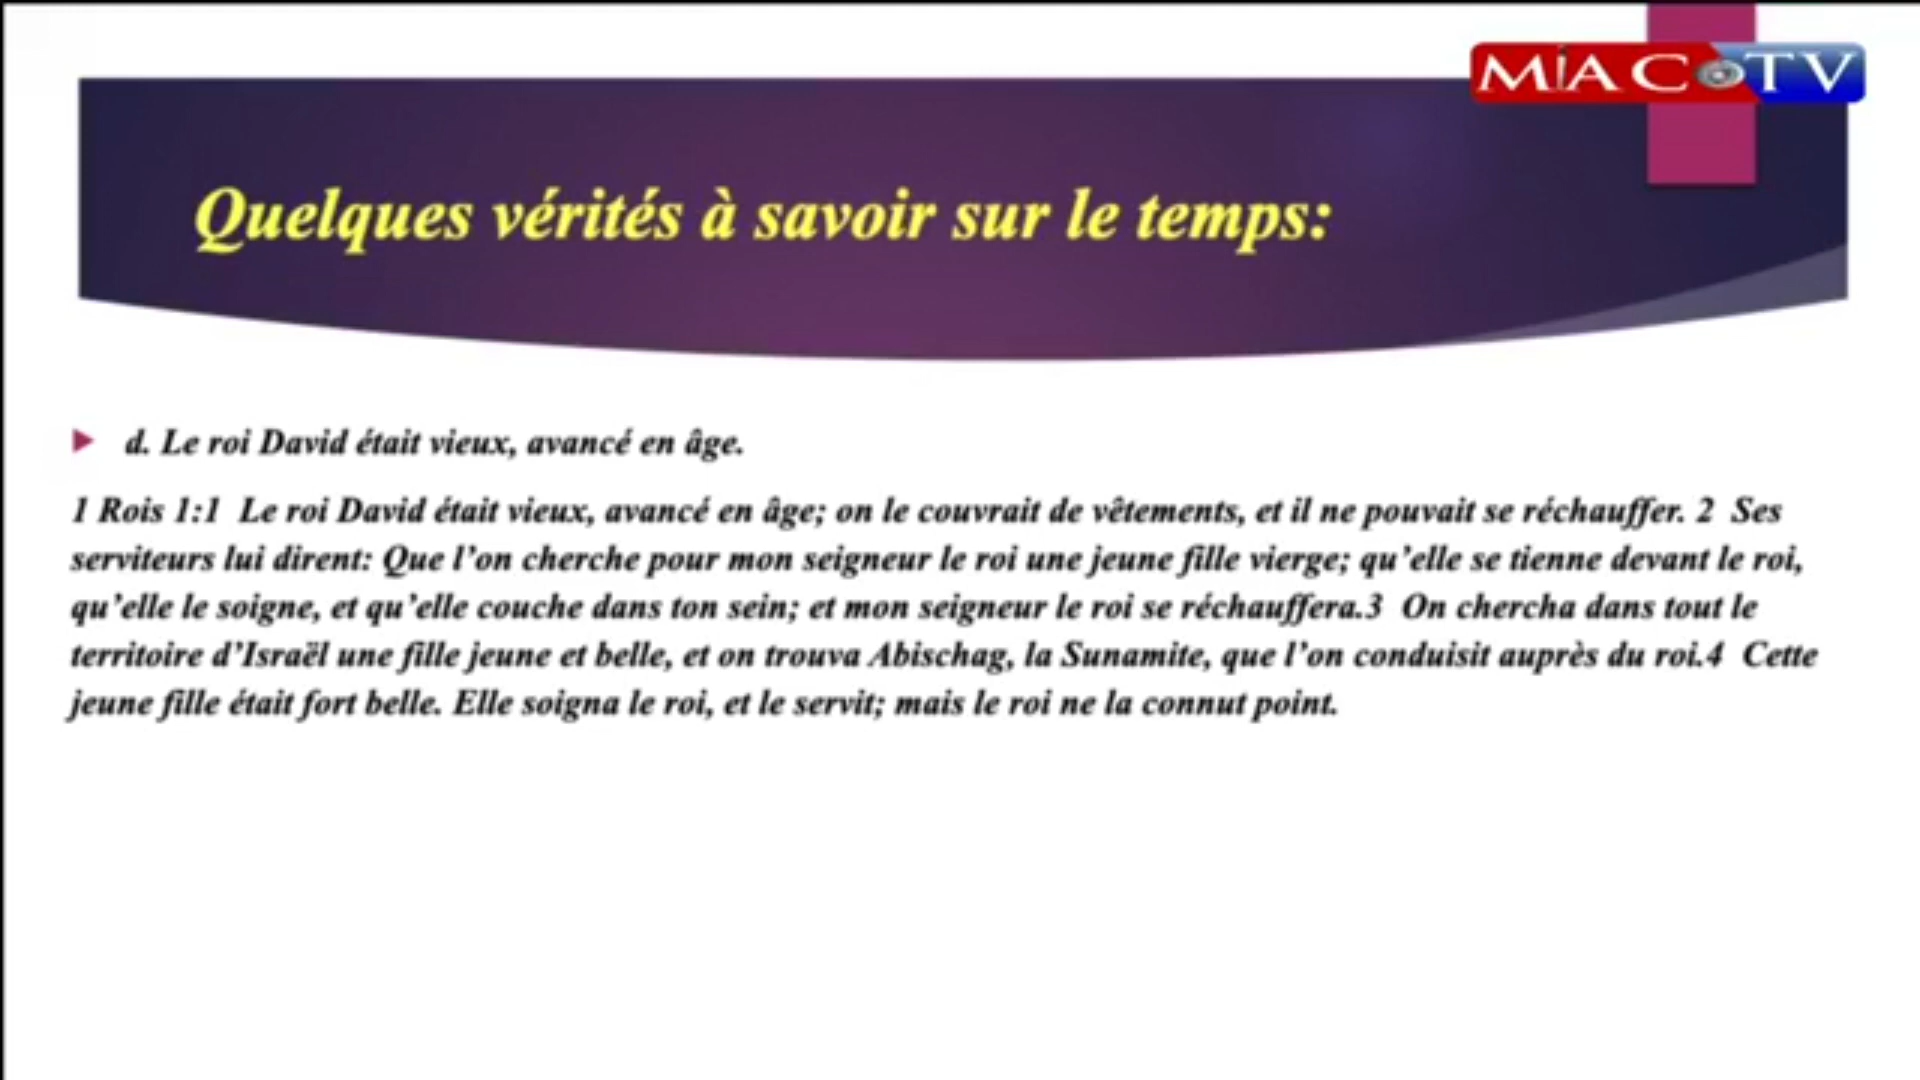 MiAC TV
Quelques vérités à savoir sur le temps:
d. Le roi David était vieux, avancé en âge.
1 Rois 1:1 Le roi David était vieux, avancé en âge; on le couvrait de vêtements, et il ne pouvait se réchauffer. 2 Ses
serviteurs lui dirent: Que l’on cherche pour mon seigneur le roi une jeune fille vierge; qu’elle se tienne devant le roi,
qu’elle le soigne, et qu’elle couche dans ton sein; et mon seigneur le roi se réchauffera.3 On chercha dans tout le
territoire d’Israël une fille jeune et belle, et on trouva Abischag, la Sunamite, que l’on conduisit auprès du roi.4 Cette
jeune fille était fort belle. Elle soigna le roi, et le servit; mais le roi ne la connut point.